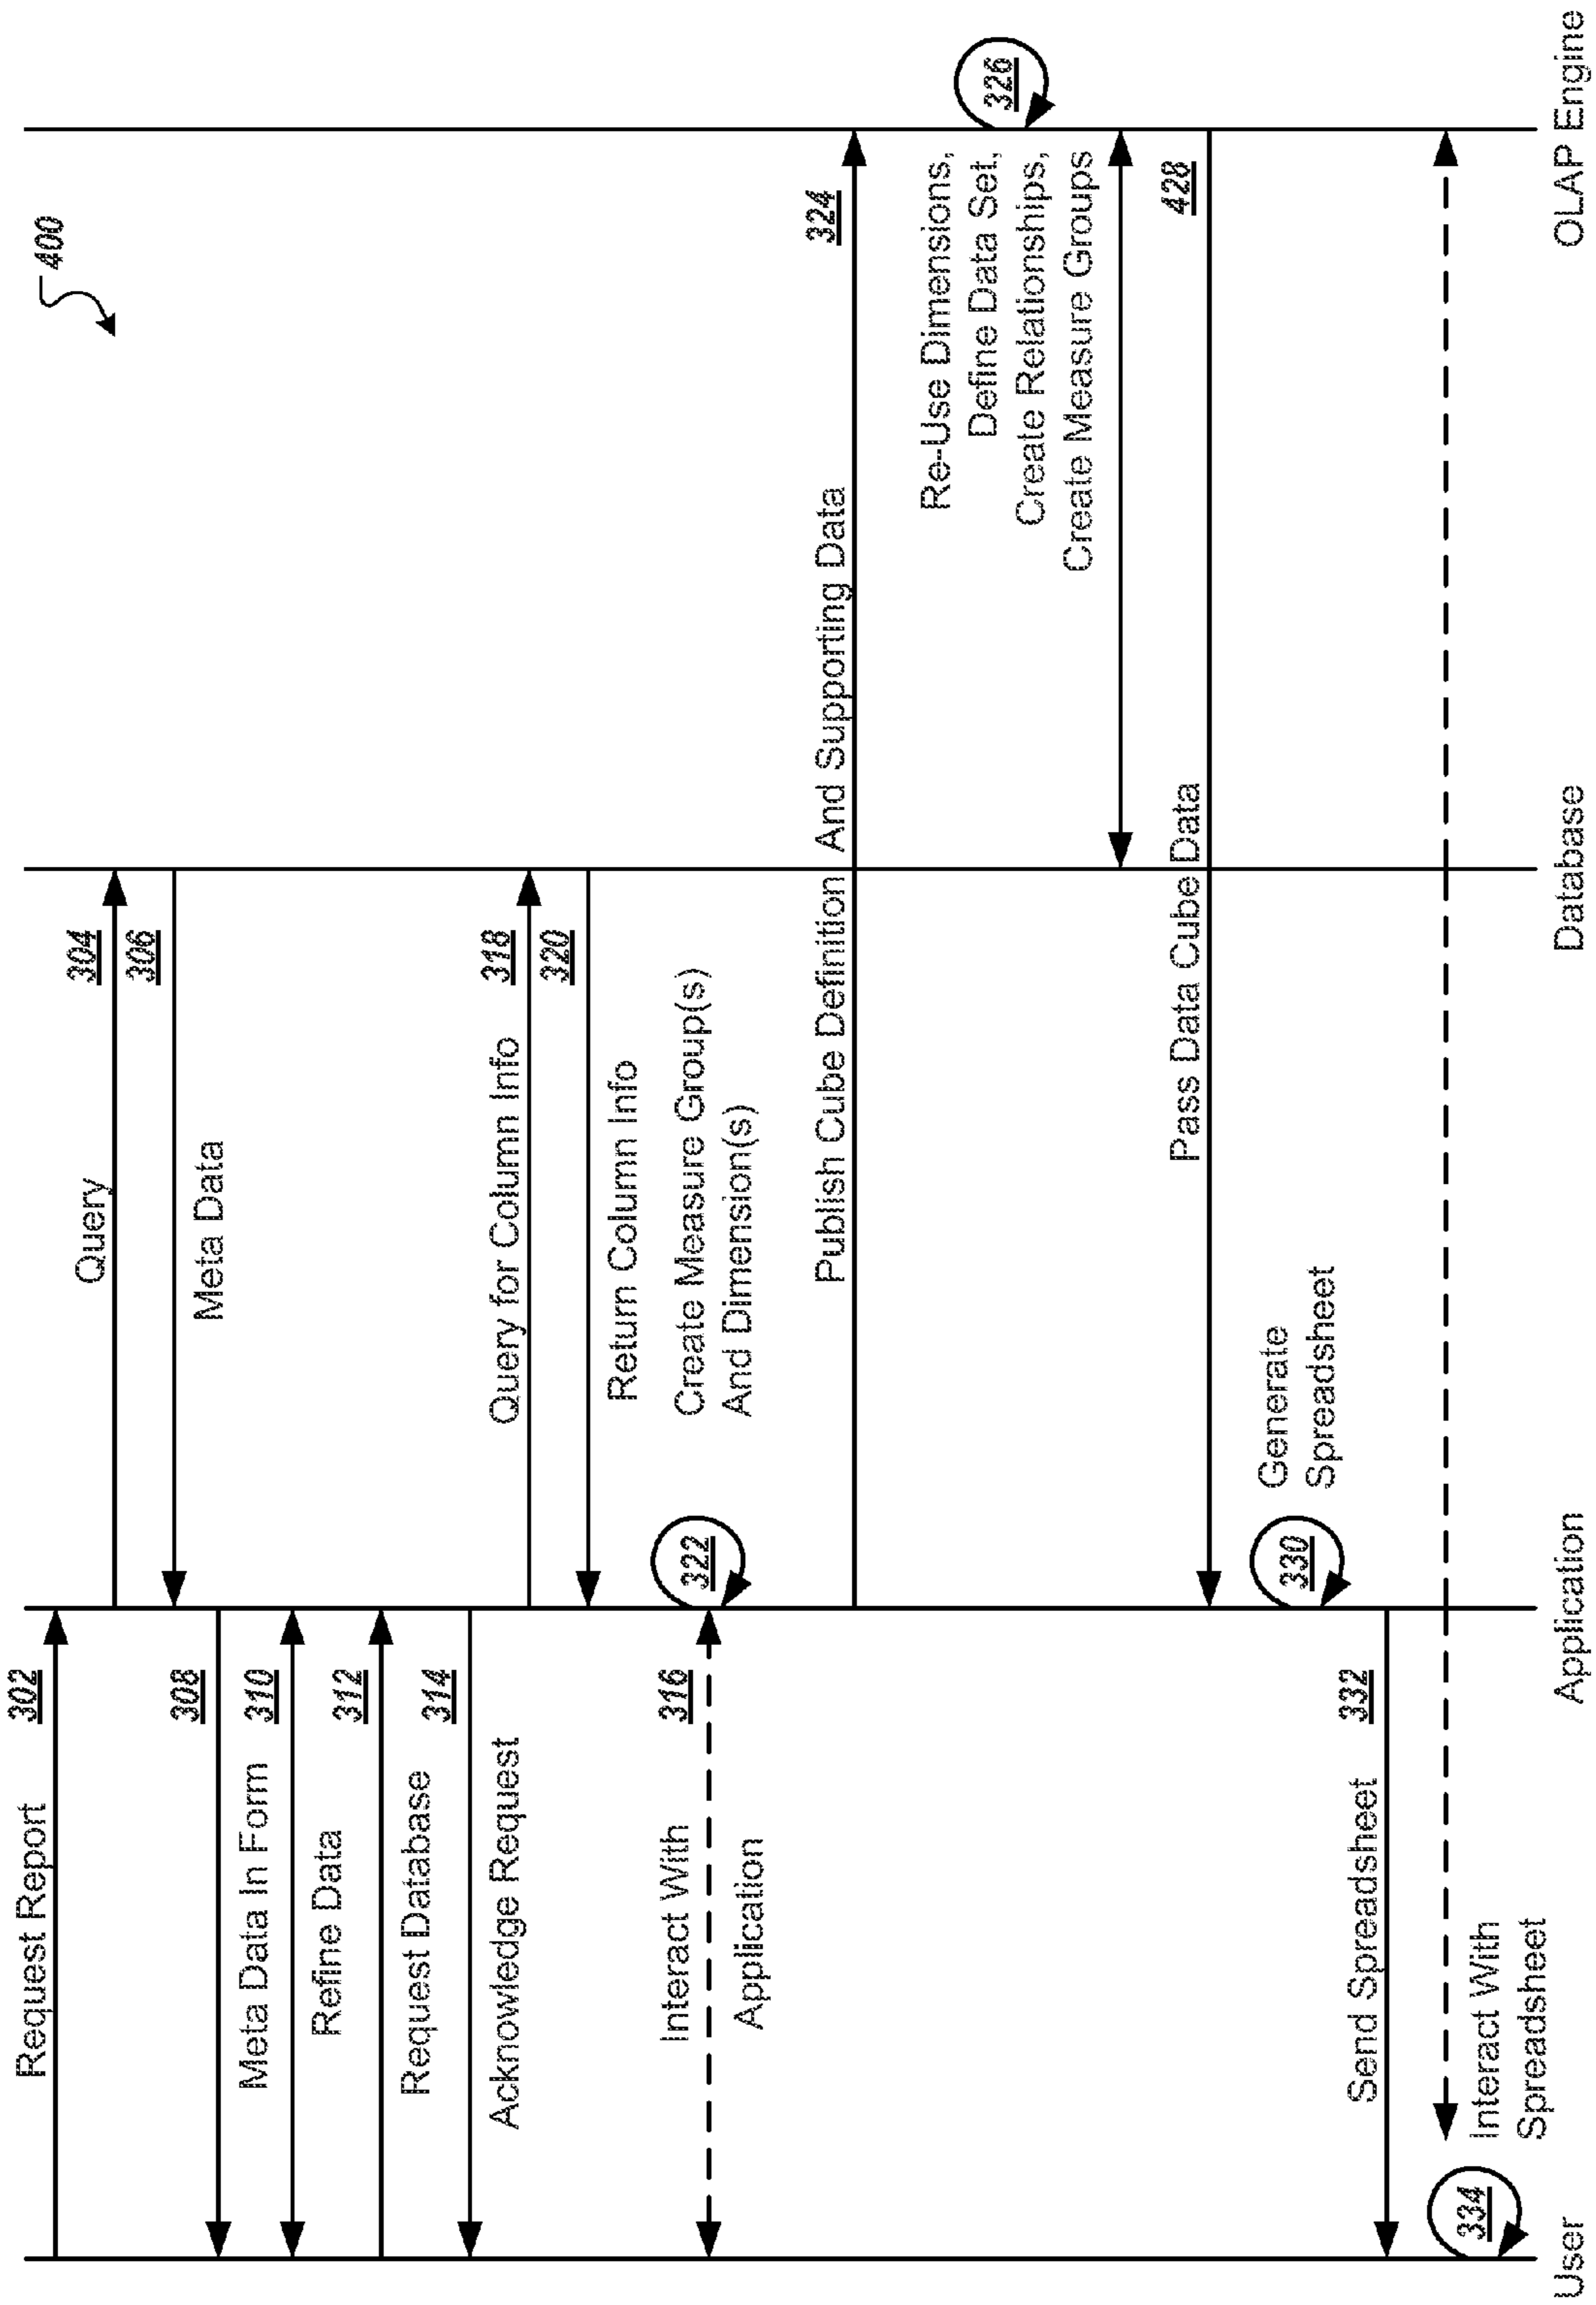 400
Request Report
302
Query
304
306
Meta Data
308
Meta Data In Form
310
Refine Data
312
Request Database
314
Acknowledge Request
Query for Column Info
318
320
Return Column Info
316
Interact With
Application
322
Create Measure Group(s)
And Dimension(s)
Publish Cube Definition And Supporting Data
324
326
Re-Use Dimensions,
Define Data Set,
Create Relationships,
Create Measure Groups
Pass Data Cube Data
428
330
Generate
Spreadsheet
Send Spreadsheet
332
334
Interact With
Spreadsheet
User
Application
Database
OLAP Engine